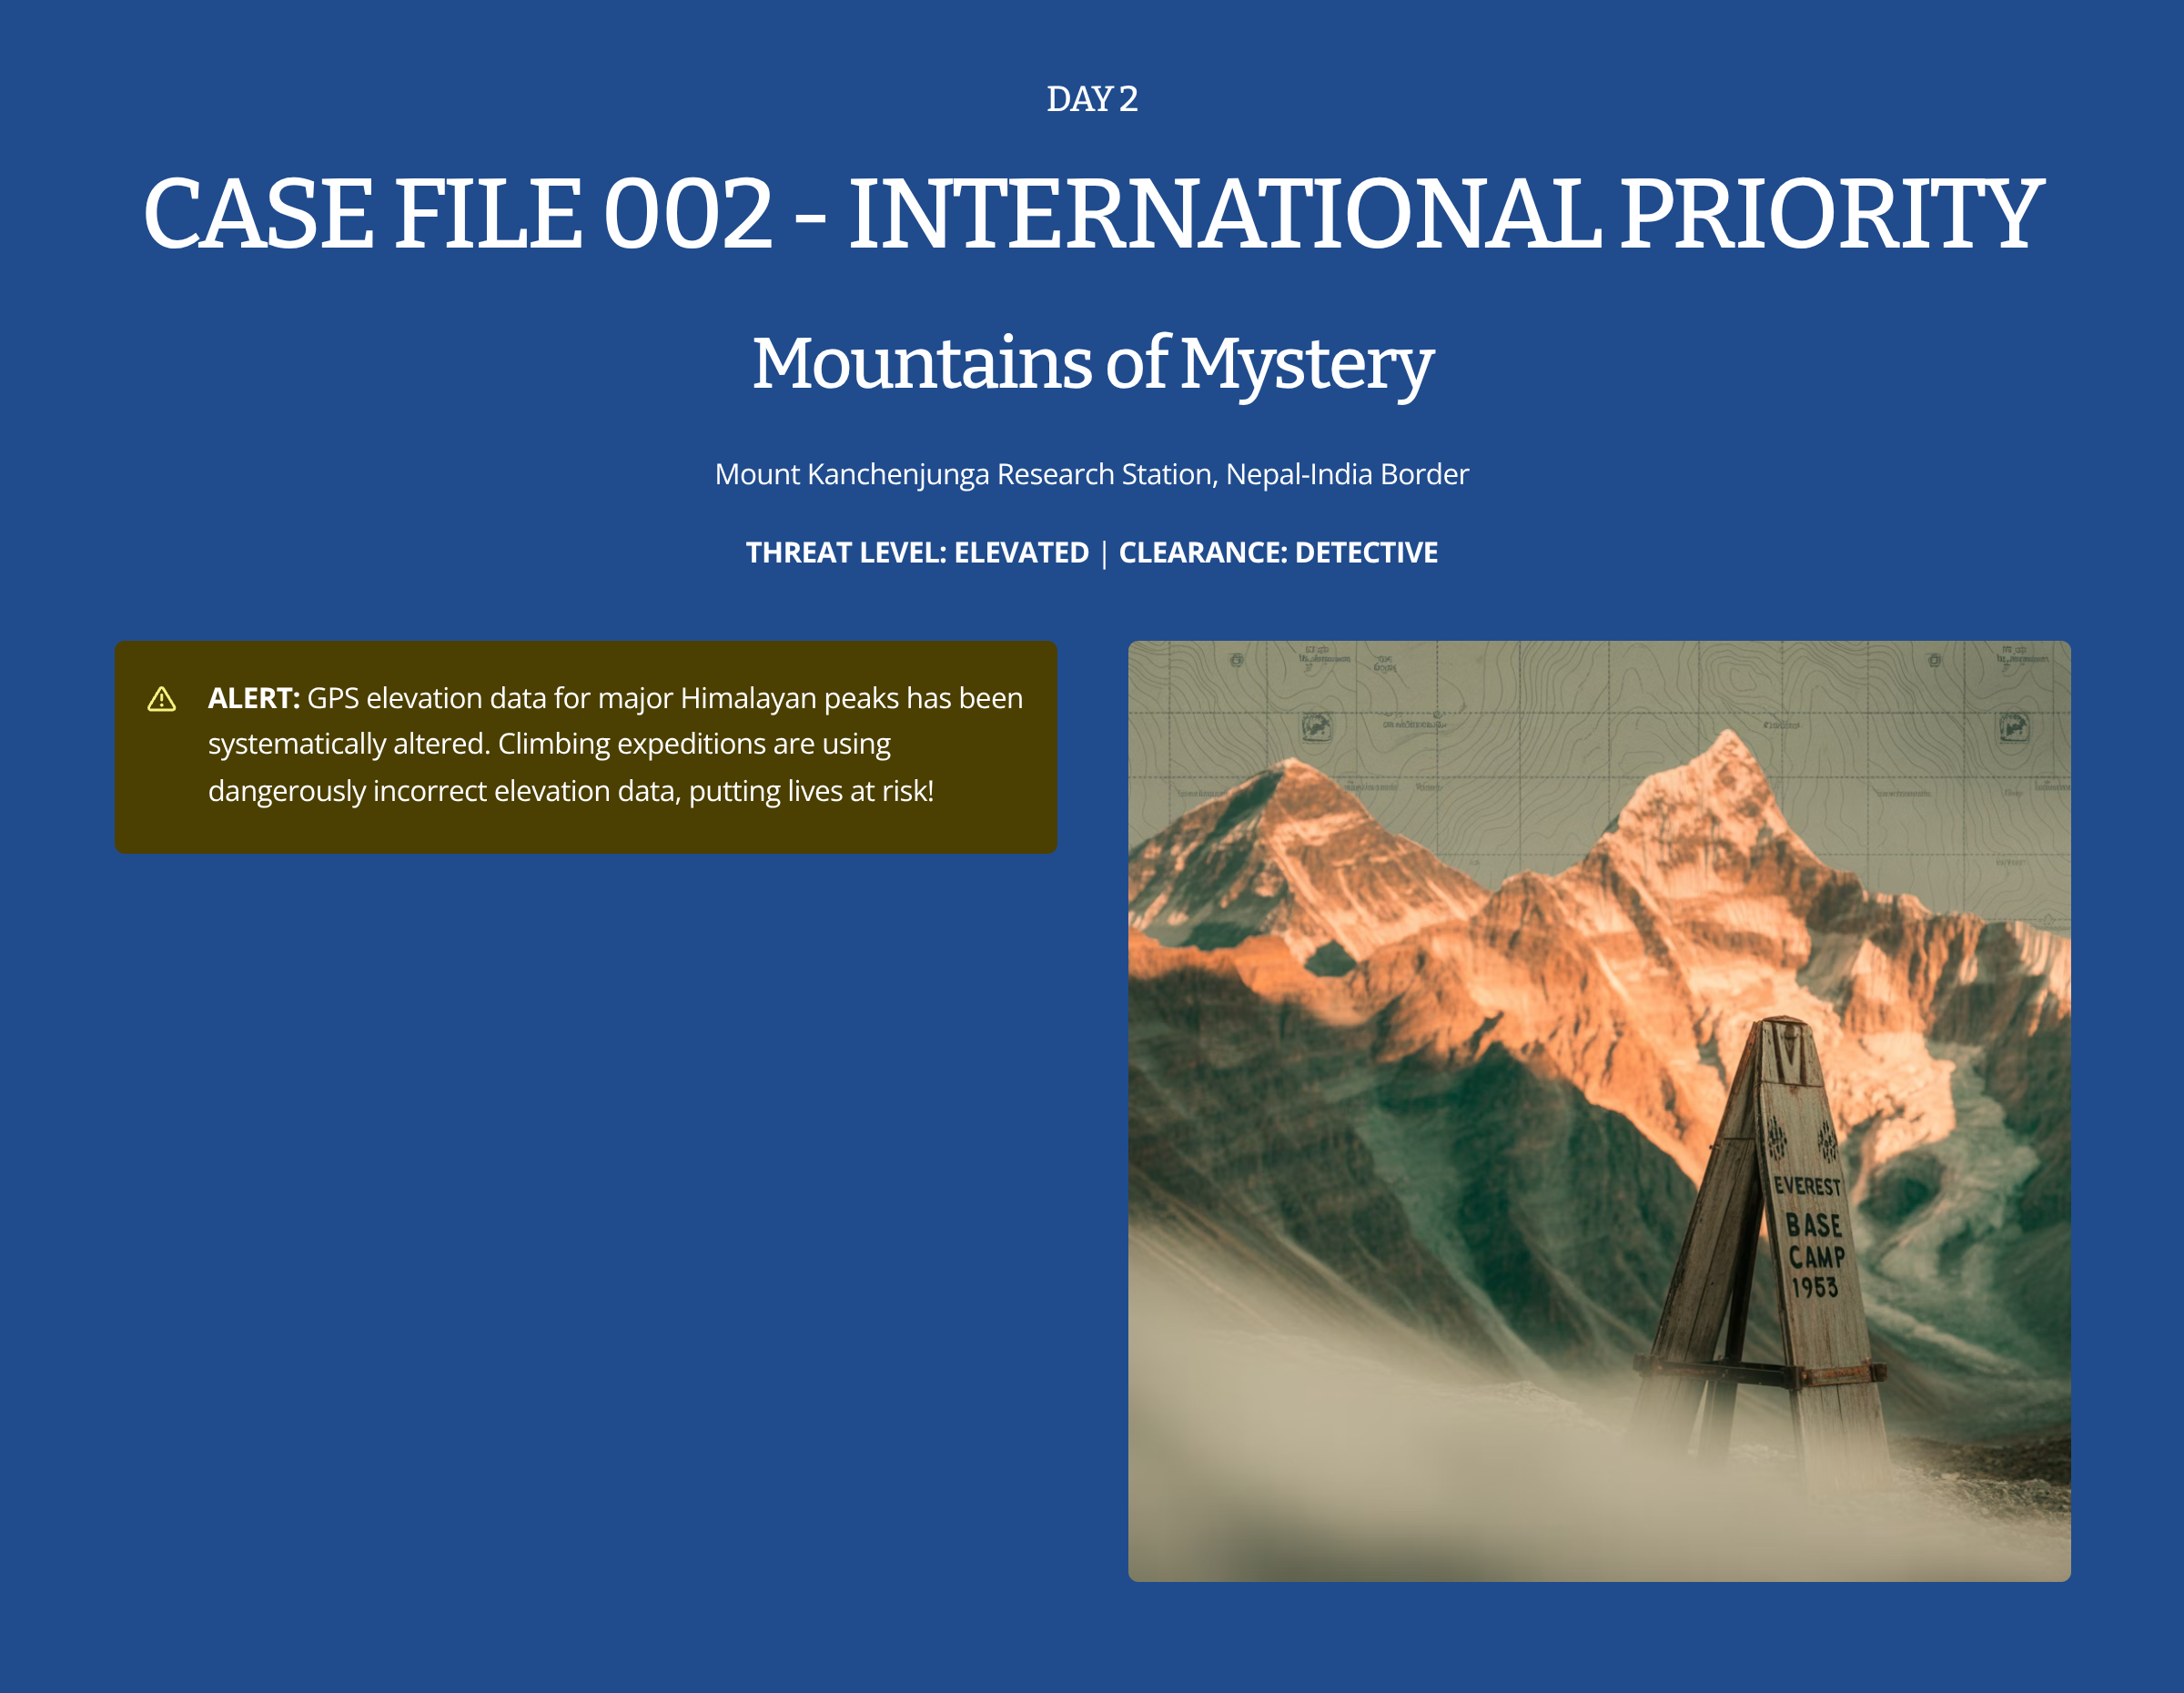 DAY 2
CASE FILE 002 - INTERNATIONAL PRIORITY
Mountains of Mystery
Mount Kanchenjunga Research Station, Nepal-India Border
THREAT LEVEL: ELEVATED | CLEARANCE: DETECTIVE
ALERT: GPS elevation data for major Himalayan peaks has been
systematically altered. Climbing expeditions are using
dangerously incorrect elevation data, putting lives at risk!
EVEREST
BASE
CAMP
1953